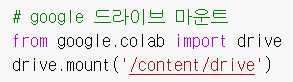 # google 드라이브 마운트
from google.colab import drive
drive.mount('/content/drive')